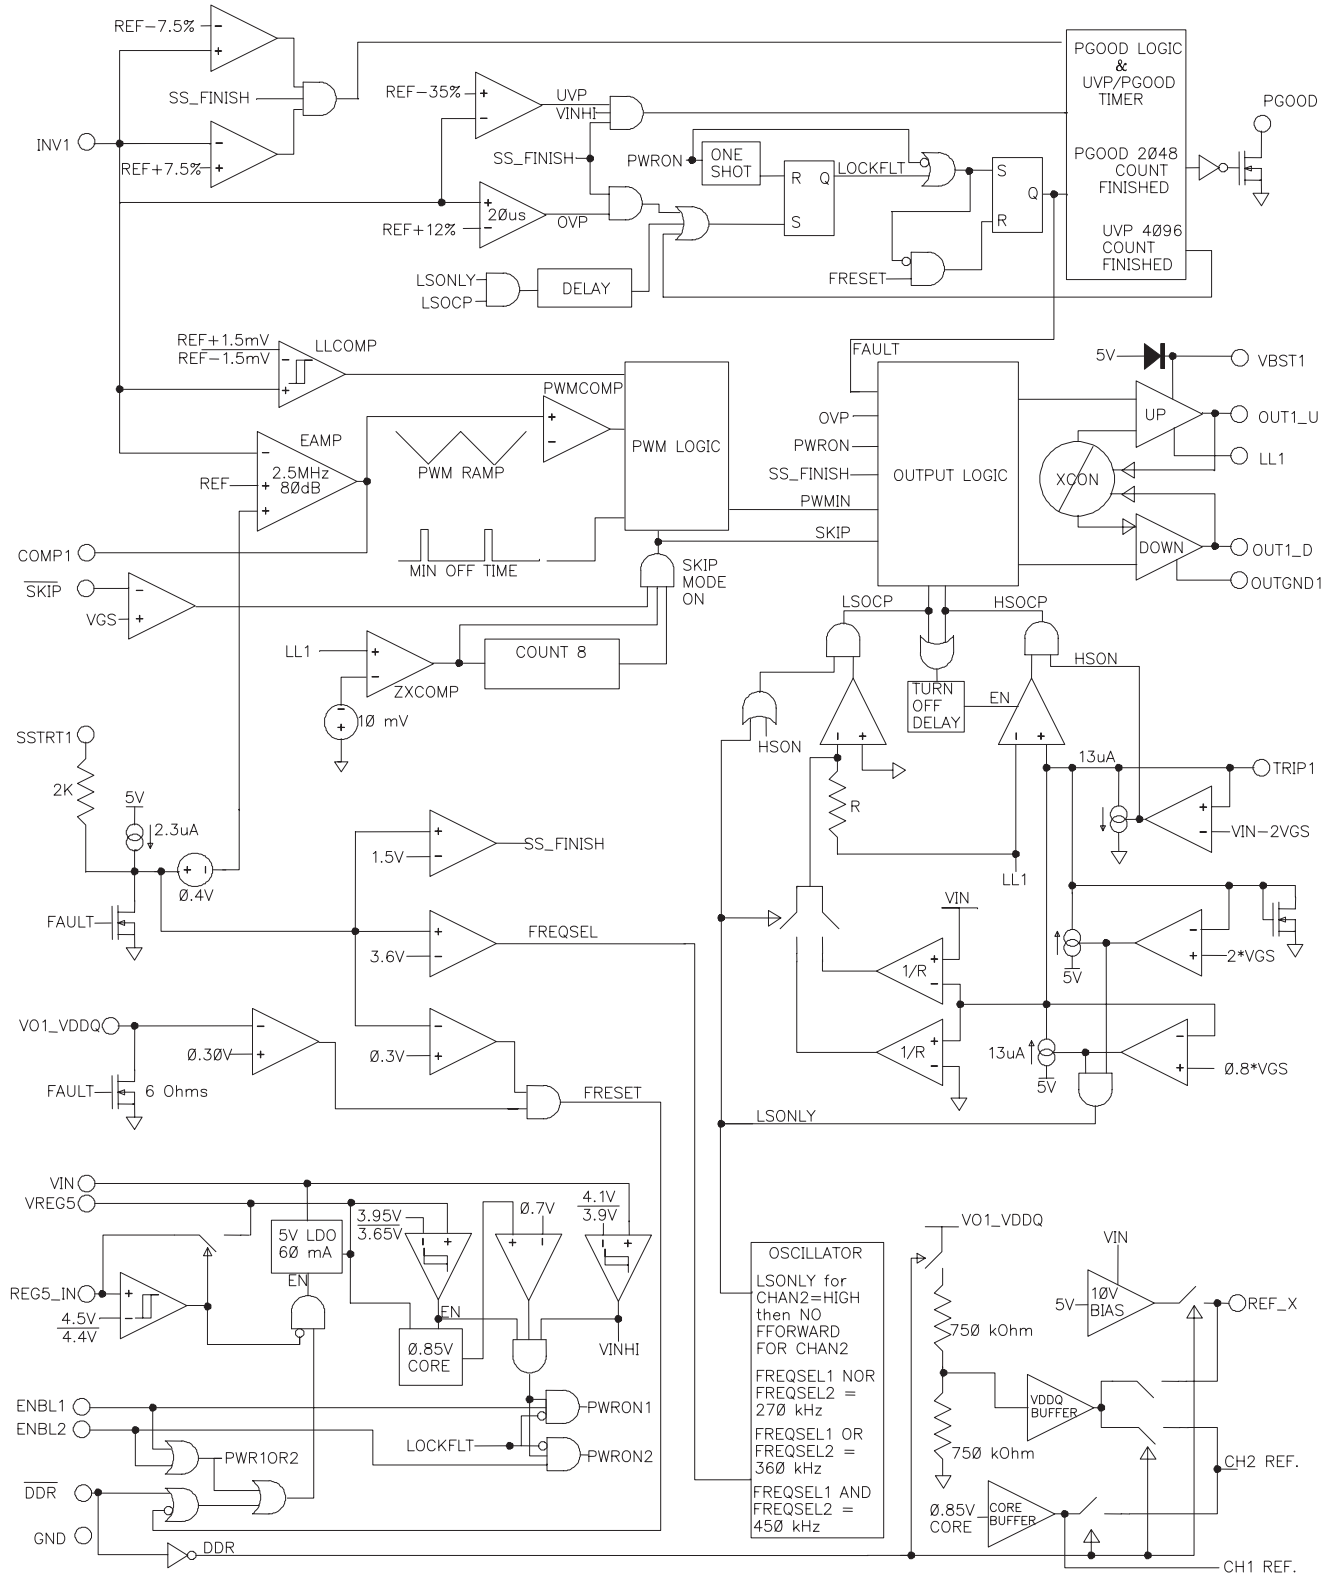 REF−7.5%
SS_FINISH
INV1
REF+7.5%
REF−35%
UVP
VINHI
SS_FINISH
20us
OVP
REF+12%
PWRON
ONE
SHOT
R Q
S
LOCKFLT
S
Q
R
FRESET
LSONLY
LSOCP
DELAY
PGOOD LOGIC
&
UVP/PGOOD
TIMER
PGOOD 2048
COUNT
FINISHED
UVP 4096
COUNT
FINISHED
PGOOD
REF+1.5mV
REF−1.5mV
LLCOMP
PWMCOMP
EAMP
2.5MHz
80dB
REF
PWM RAMP
PWM LOGIC
MIN OFF TIME
COMP1
SKIP
VGS
SKIP
MODE
ON
LL1
COUNT 8
ZXCOMP
10 mV
FAULT
OVP
PWRON
SS_FINISH
PWMIN
SKIP
OUTPUT LOGIC
5V
VBST1
UP
OUT1_U
LL1
XCON
DOWN
OUT1_D
OUTGND1
LSOCP
HSOCP
HSON
TURN
OFF
DELAY
EN
HSON
R
LL1
13uA
TRIP1
VIN−2VGS
SSTRT1
2K
5V
2.3uA
0.4V
FAULT
1.5V
SS_FINISH
3.6V
FREQSEL
0.3V
VIN
1/R
1/R
5V
2*VGS
13uA
5V
0.8*VGS
VO1_VDDQ
0.30V
FAULT
6 Ohms
FRESET
LSONLY
VIN
VREG5
5V LDO
60 mA
EN
REG5_IN
4.5V
4.4V
3.95V
3.65V
0.7V
4.1V
3.9V
EN
0.85V
CORE
VINHI
ENBL1
ENBL2
PWR1OR2
LOCKFLT
PWRON1
PWRON2
DDR
GND
DDR
OSCILLATOR
LSONLY for
CHAN2=HIGH
then NO
FFORWARD
FOR CHAN2
FREQSEL1 NOR
FREQSEL2 =
270 kHz
FREQSEL1 OR
FREQSEL2 =
360 kHz
FREQSEL1 AND
FREQSEL2 =
450 kHz
VO1_VDDQ
750 kOhm
750 kOhm
VIN
5V
10V
BIAS
REF_X
VDDQ
BUFFER
CH2 REF.
0.85V
CORE
CORE
BUFFER
CH1 REF.